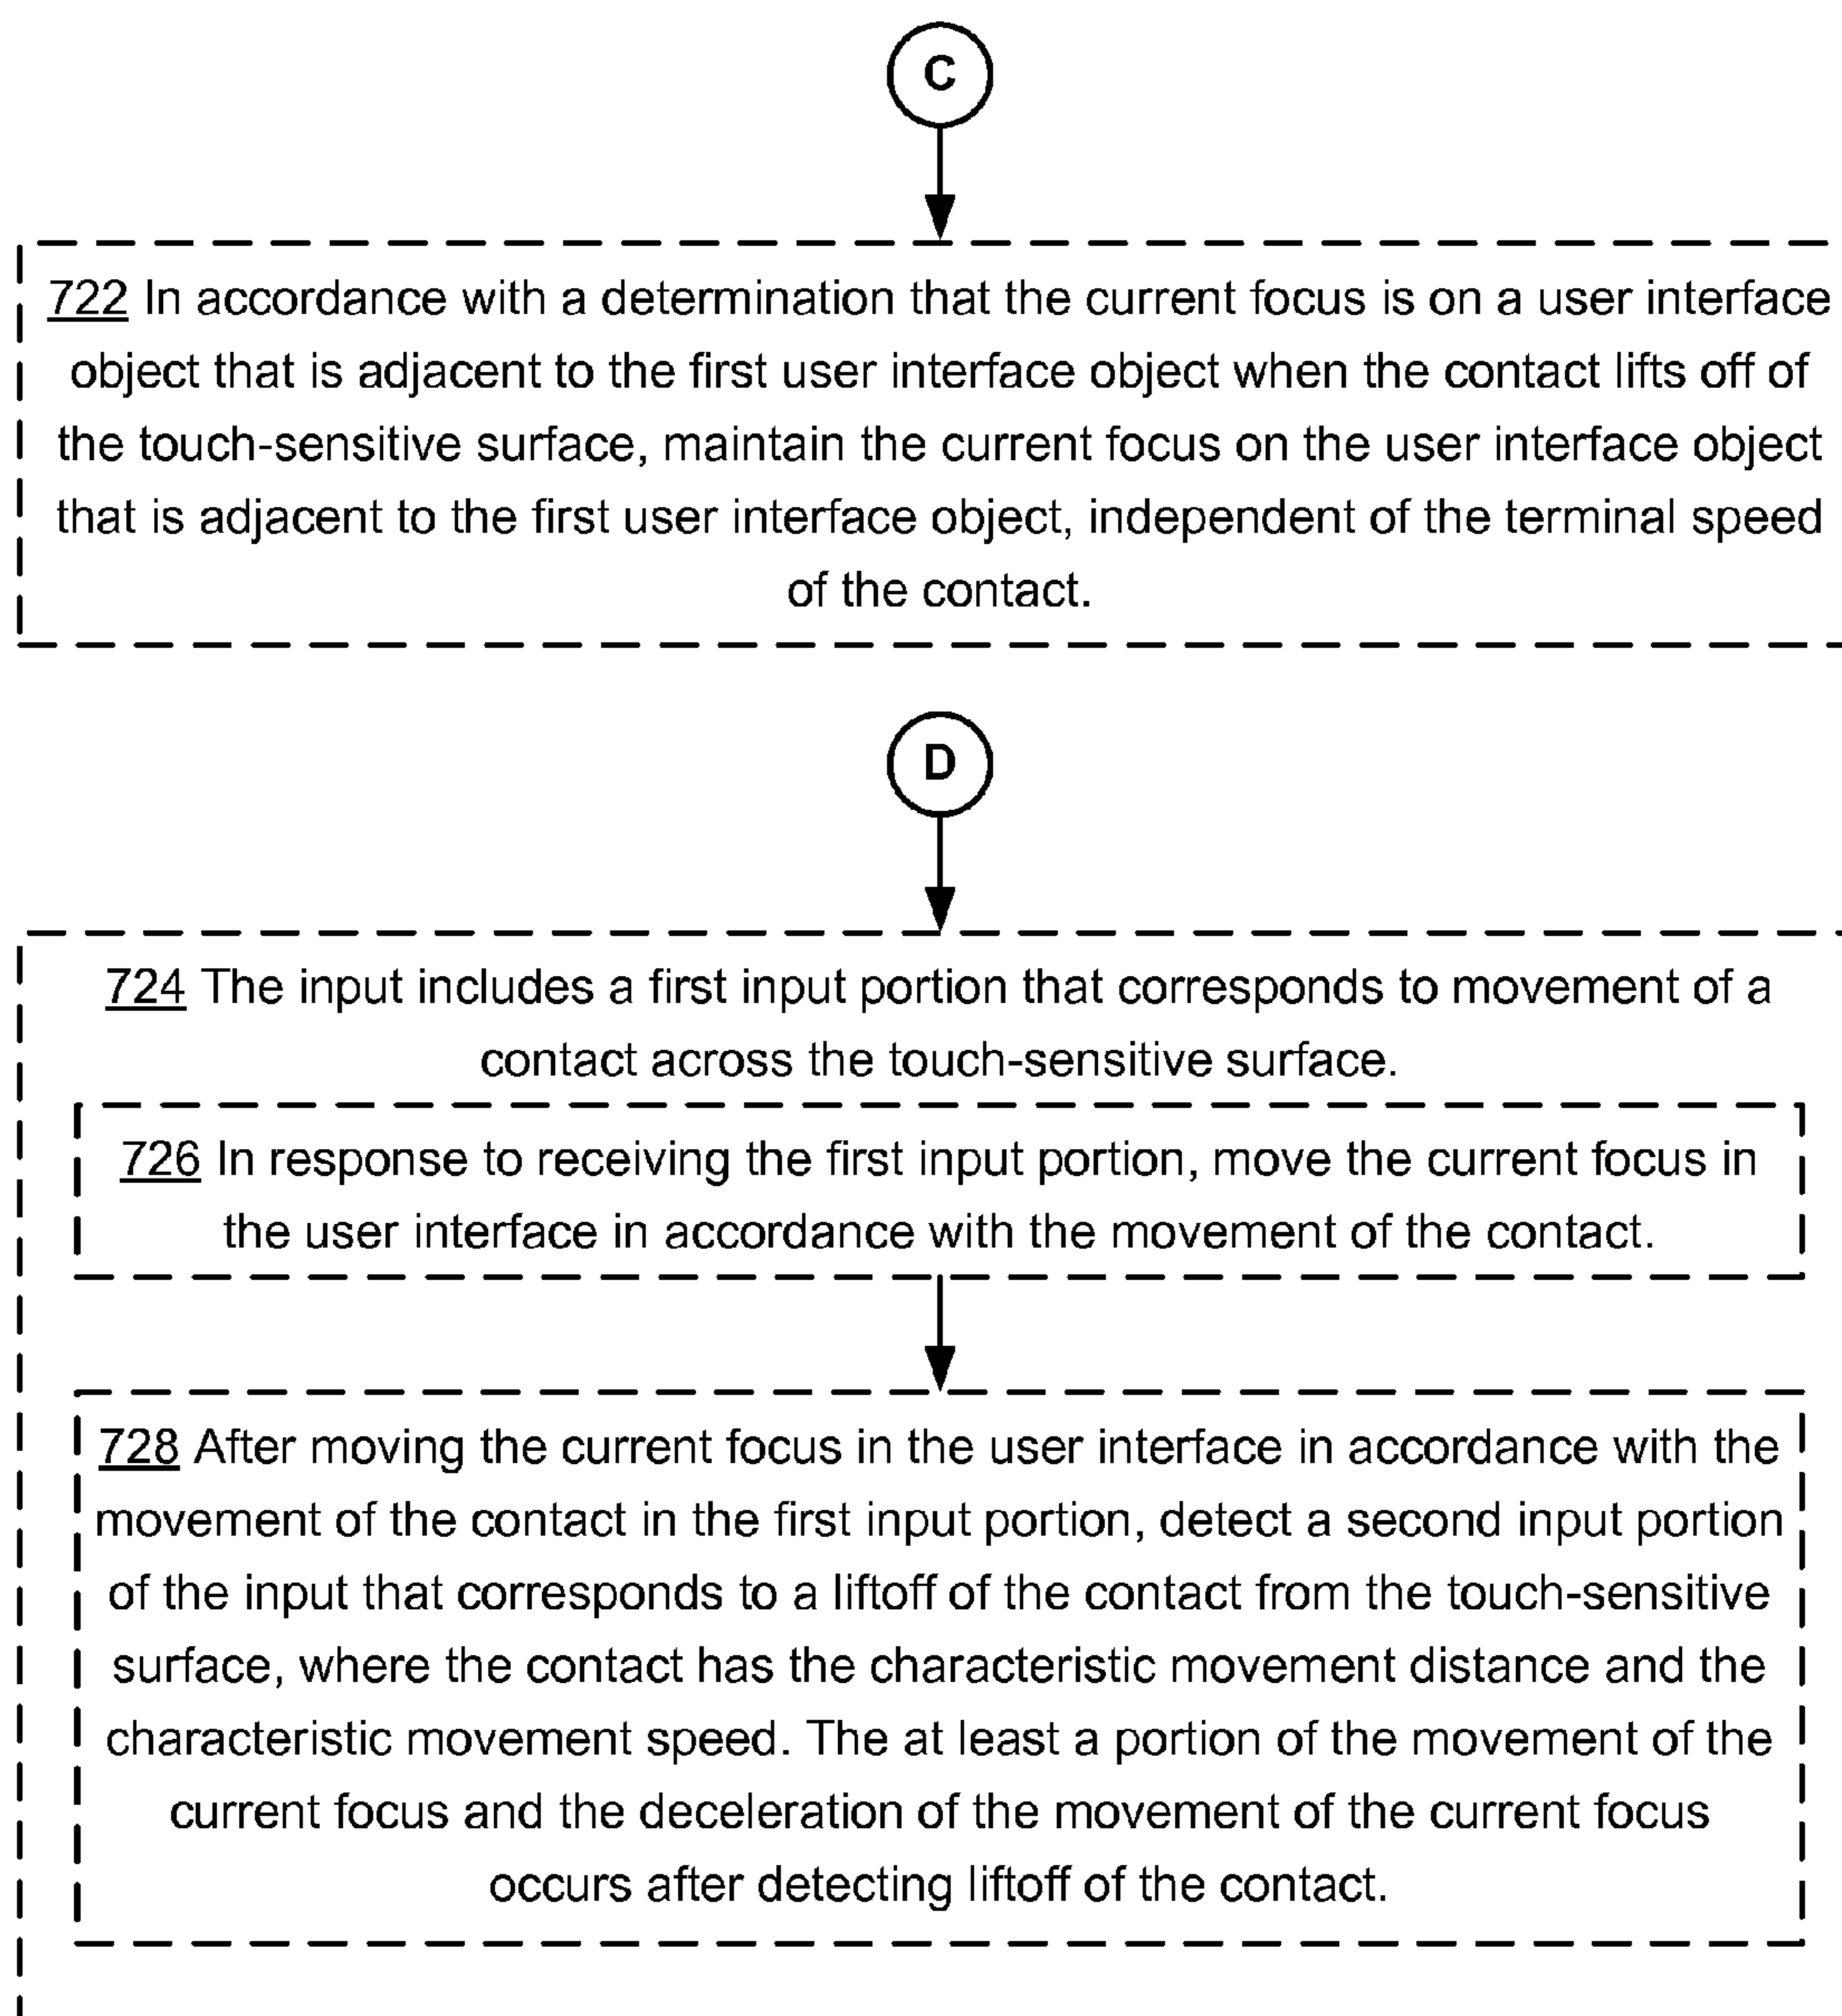 C
722 In accordance with a determination that the current focus is on a user interface
object that is adjacent to the first user interface object when the contact lifts off of
the touch-sensitive surface, maintain the current focus on the user interface object
that is adjacent to the first user interface object, independent of the terminal speed
of the contact.
D
724 The input includes a first input portion that corresponds to movement of a
contact across the touch-sensitive surface.
726 In response to receiving the first input portion, move the current focus in
the user interface in accordance with the movement of the contact.
728 After moving the current focus in the user interface in accordance with the
movement of the contact in the first input portion, detect a second input portion
of the input that corresponds to a liftoff of the contact from the touch-sensitive
surface, where the contact has the characteristic movement distance and the
characteristic movement speed. The at least a portion of the movement of the
current focus and the deceleration of the movement of the current focus
occurs after detecting liftoff of the contact.